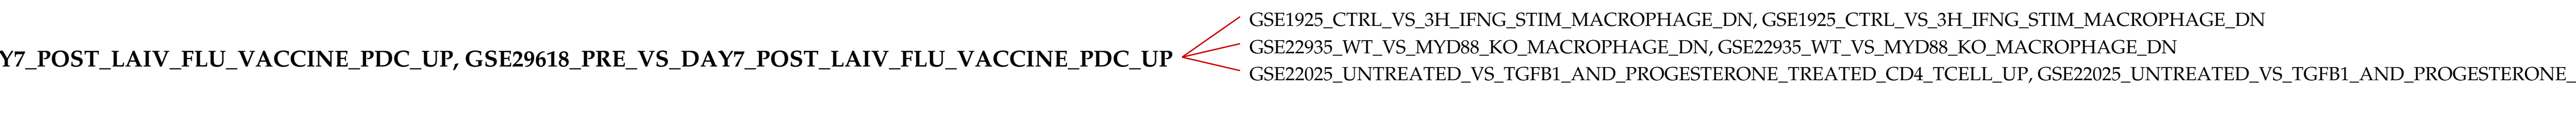 Y7_POST_LAIV_FLU_VACCINE_PDC_UP, GSE29618_PRE_VS_DAY7_POST_LAIV_FLU_VACCINE_PDC_UP
GSE1925_CTRL_VS_3H_IFNG_STIM_MACROPHAGE_DN, GSE1925_CTRL_VS_3H_IFNG_STIM_MACROPHAGE_DN
GSE22935_WT_VS_MYD88_KO_MACROPHAGE_DN, GSE22935_WT_VS_MYD88_KO_MACROPHAGE_DN
GSE22025_UNTREATED_VS_TGFB1_AND_PROGESTERONE_TREATED_CD4_TCELL_UP, GSE22025_UNTREATED_VS_TGFB1_AND_PROGESTERONE_